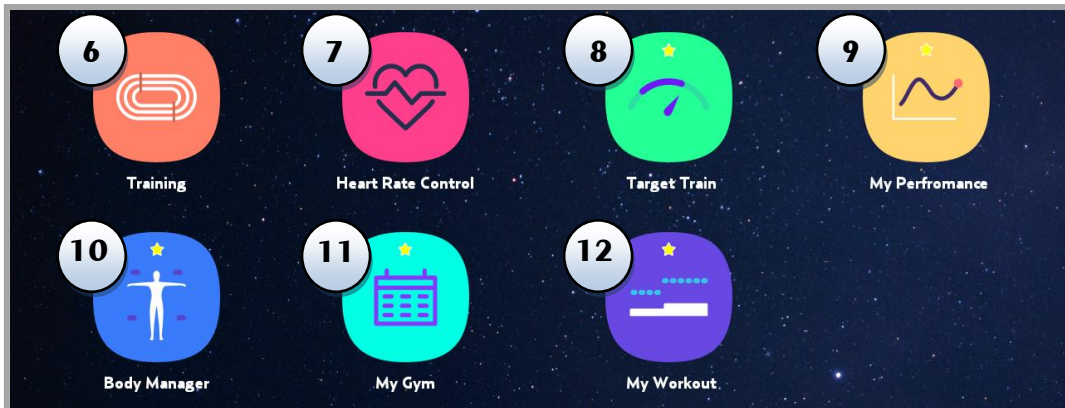 6 7 8 9
Training Heart Rate Control Target Train My Perfromance
10 11 12
Body Manager My Gym My Workout